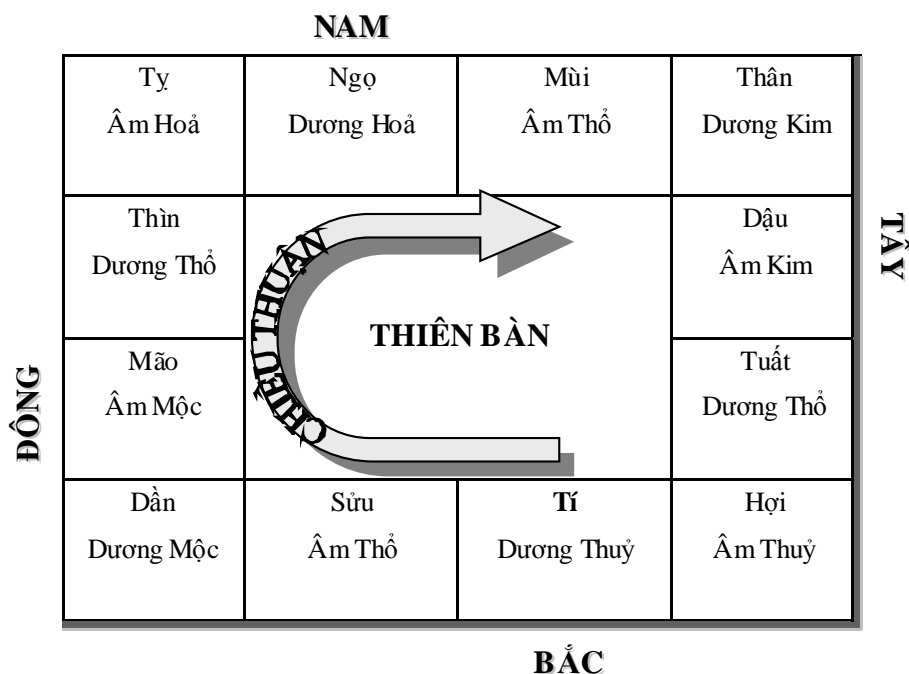 NAM
Tỵ
Âm Hoả
Ngọ
Dương Hoả
Mùi
Âm Thổ
Thân
Dương Kim
Thìn
Dương Thổ
Dậu
Âm Kim
TÂY
CHIỀU THUẬN
THIÊN BÀN
ĐÔNG
Mão
Âm Mộc
Tuất
Dương Thổ
Dần
Dương Mộc
Sửu
Âm Thổ
Tí
Dương Thuỷ
Hợi
Âm Thuỷ
BẮC